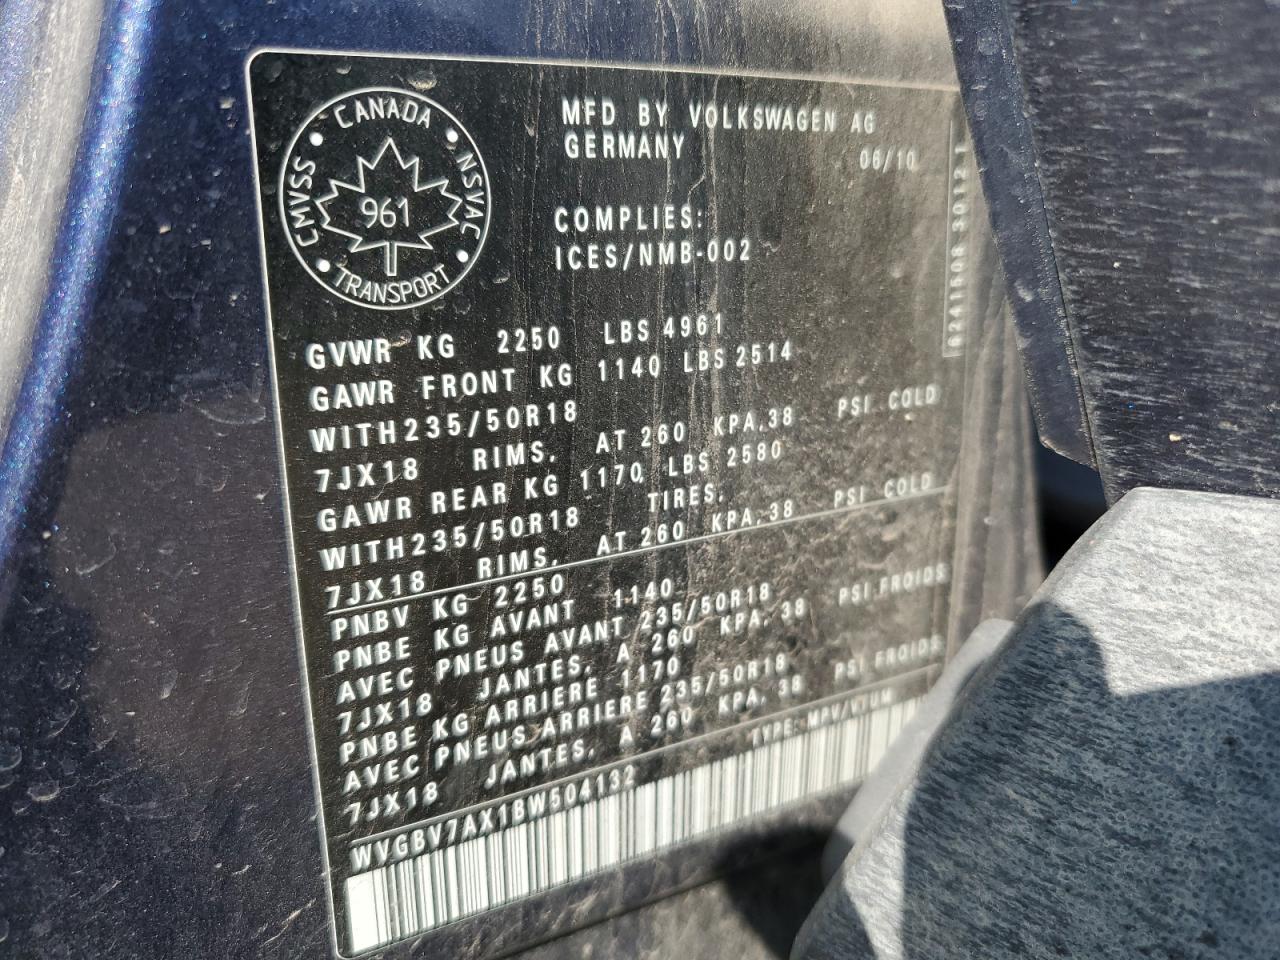 CANADA
CMVSS
NSVAC
961
TRANSPORT
MFD BY VOLKSWAGEN AG
GERMANY 06/10
COMPLIES:
ICES/NMB-002
GVWR KG 2250 LBS 4961
GAWR FRONT KG 1140 LBS 2514
WITH 235/50R18
7JX18 RIMS, AT 260 KPA, 38 PSI COLD
GAWR REAR KG 1170, LBS 2580
WITH 235/50R18 TIRES,
7JX18 RIMS, AT 260 KPA, 38 PSI COLD
PNBV KG 2250
PNBE KG AVANT 1140
AVEC PNEUS AVANT 235/50R18
7JX18 JANTES, A 260 KPA, 38 PSI FROIDS
PNBE KG ARRIERE 1170
AVEC PNEUS ARRIERE 235/50R18
7JX18 JANTES, A 260 KPA, 38 PSI FROIDS
WVGBV7AX1BW504132 TYPE: MPV/VTUM